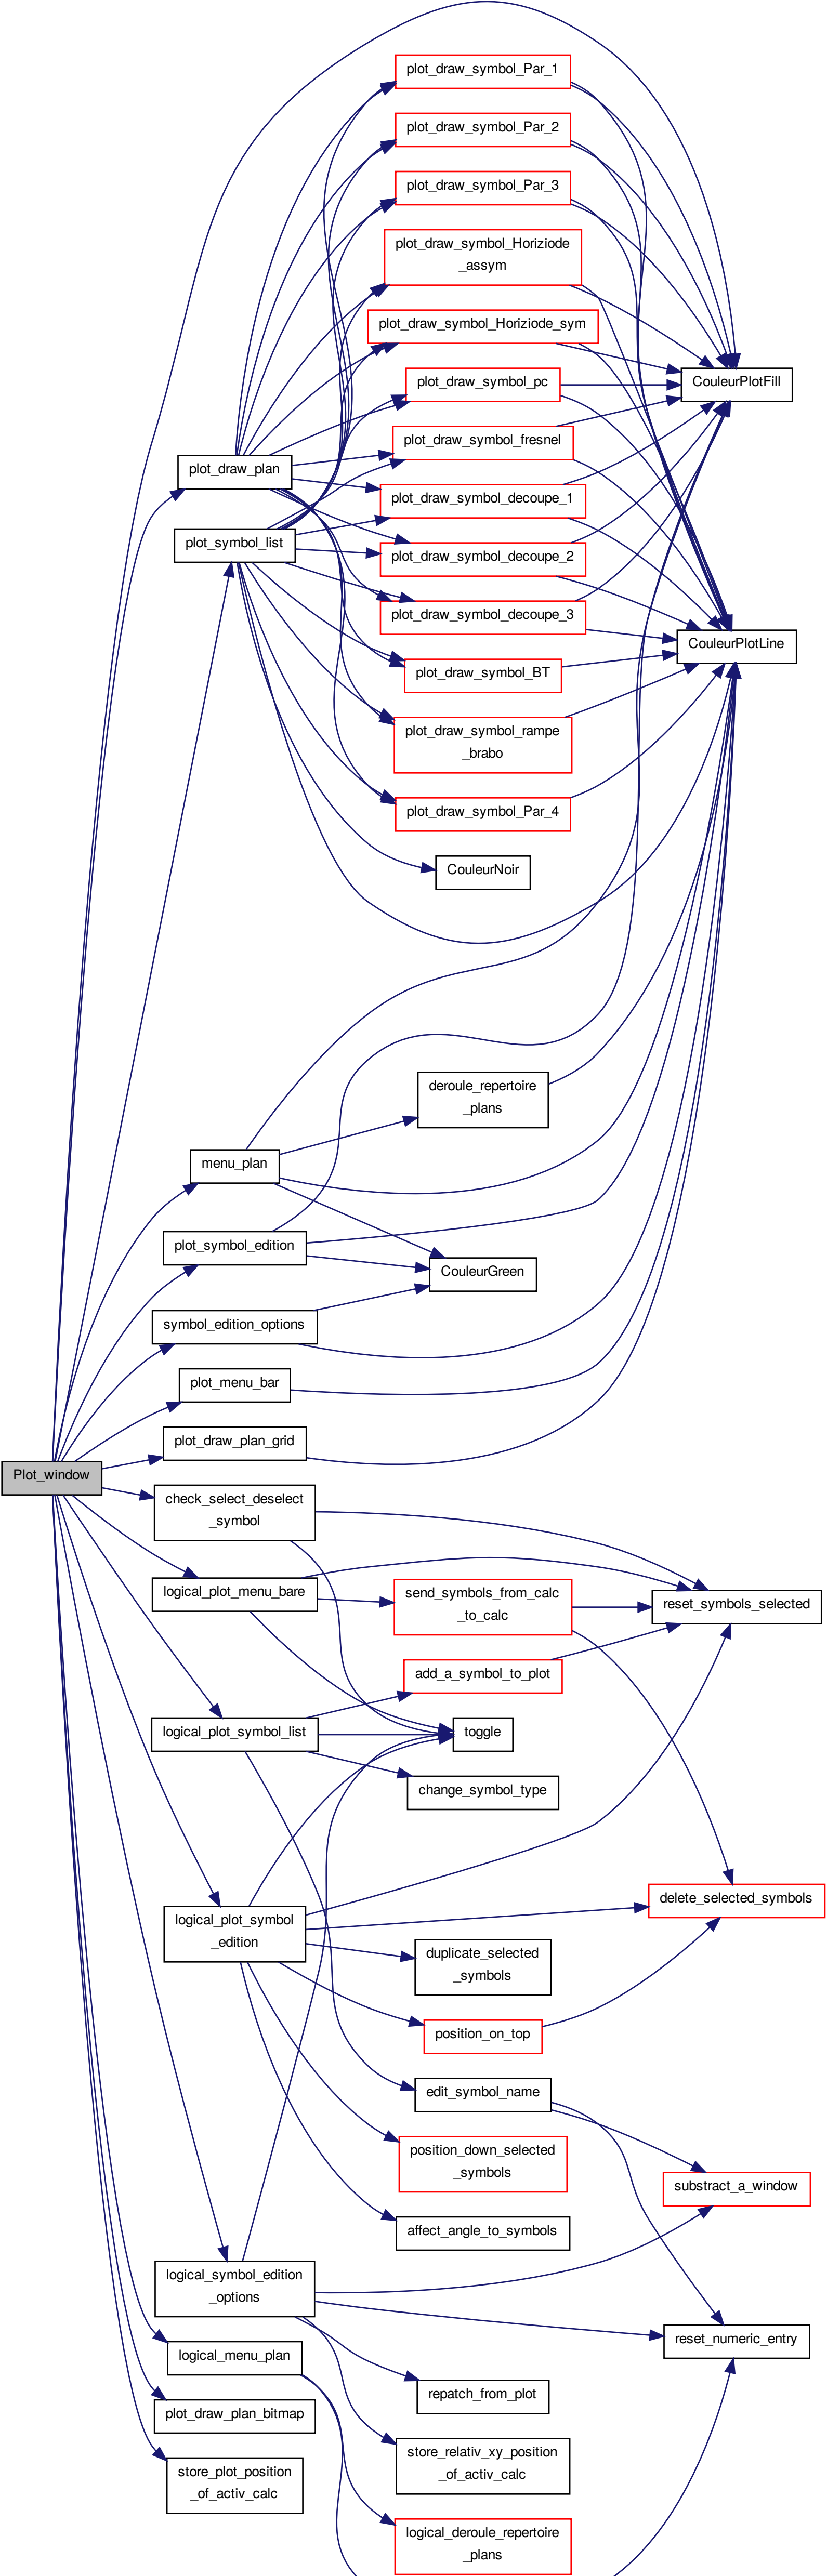 plot_draw_symbol_Par_1
plot_draw_symbol_Par_2
plot_draw_symbol_Par_3
plot_draw_symbol_Horiziode
_assym
plot_draw_symbol_Horiziode_sym
plot_draw_symbol_pc
CouleurPlotFill
plot_draw_symbol_fresnel
plot_draw_plan
plot_draw_symbol_decoupe_1
plot_symbol_list
plot_draw_symbol_decoupe_2
plot_draw_symbol_decoupe_3
CouleurPlotLine
plot_draw_symbol_BT
plot_draw_symbol_rampe
_brabo
plot_draw_symbol_Par_4
CouleurNoir
deroule_repertoire
_plans
menu_plan
plot_symbol_edition
CouleurGreen
symbol_edition_options
plot_menu_bar
plot_draw_plan_grid
Plot_window
check_select_deselect
_symbol
logical_plot_menu_bare
send_symbols_from_calc
_to_calc
reset_symbols_selected
add_a_symbol_to_plot
logical_plot_symbol_list
toggle
change_symbol_type
delete_selected_symbols
logical_plot_symbol
_edition
duplicate_selected
_symbols
position_on_top
edit_symbol_name
position_down_selected
_symbols
substract_a_window
affect_angle_to_symbols
logical_symbol_edition
_options
reset_numeric_entry
logical_menu_plan
repatch_from_plot
plot_draw_plan_bitmap
store_relativ_xy_position
_of_activ_calc
store_plot_position
_of_activ_calc
logical_deroule_repertoire
_plans